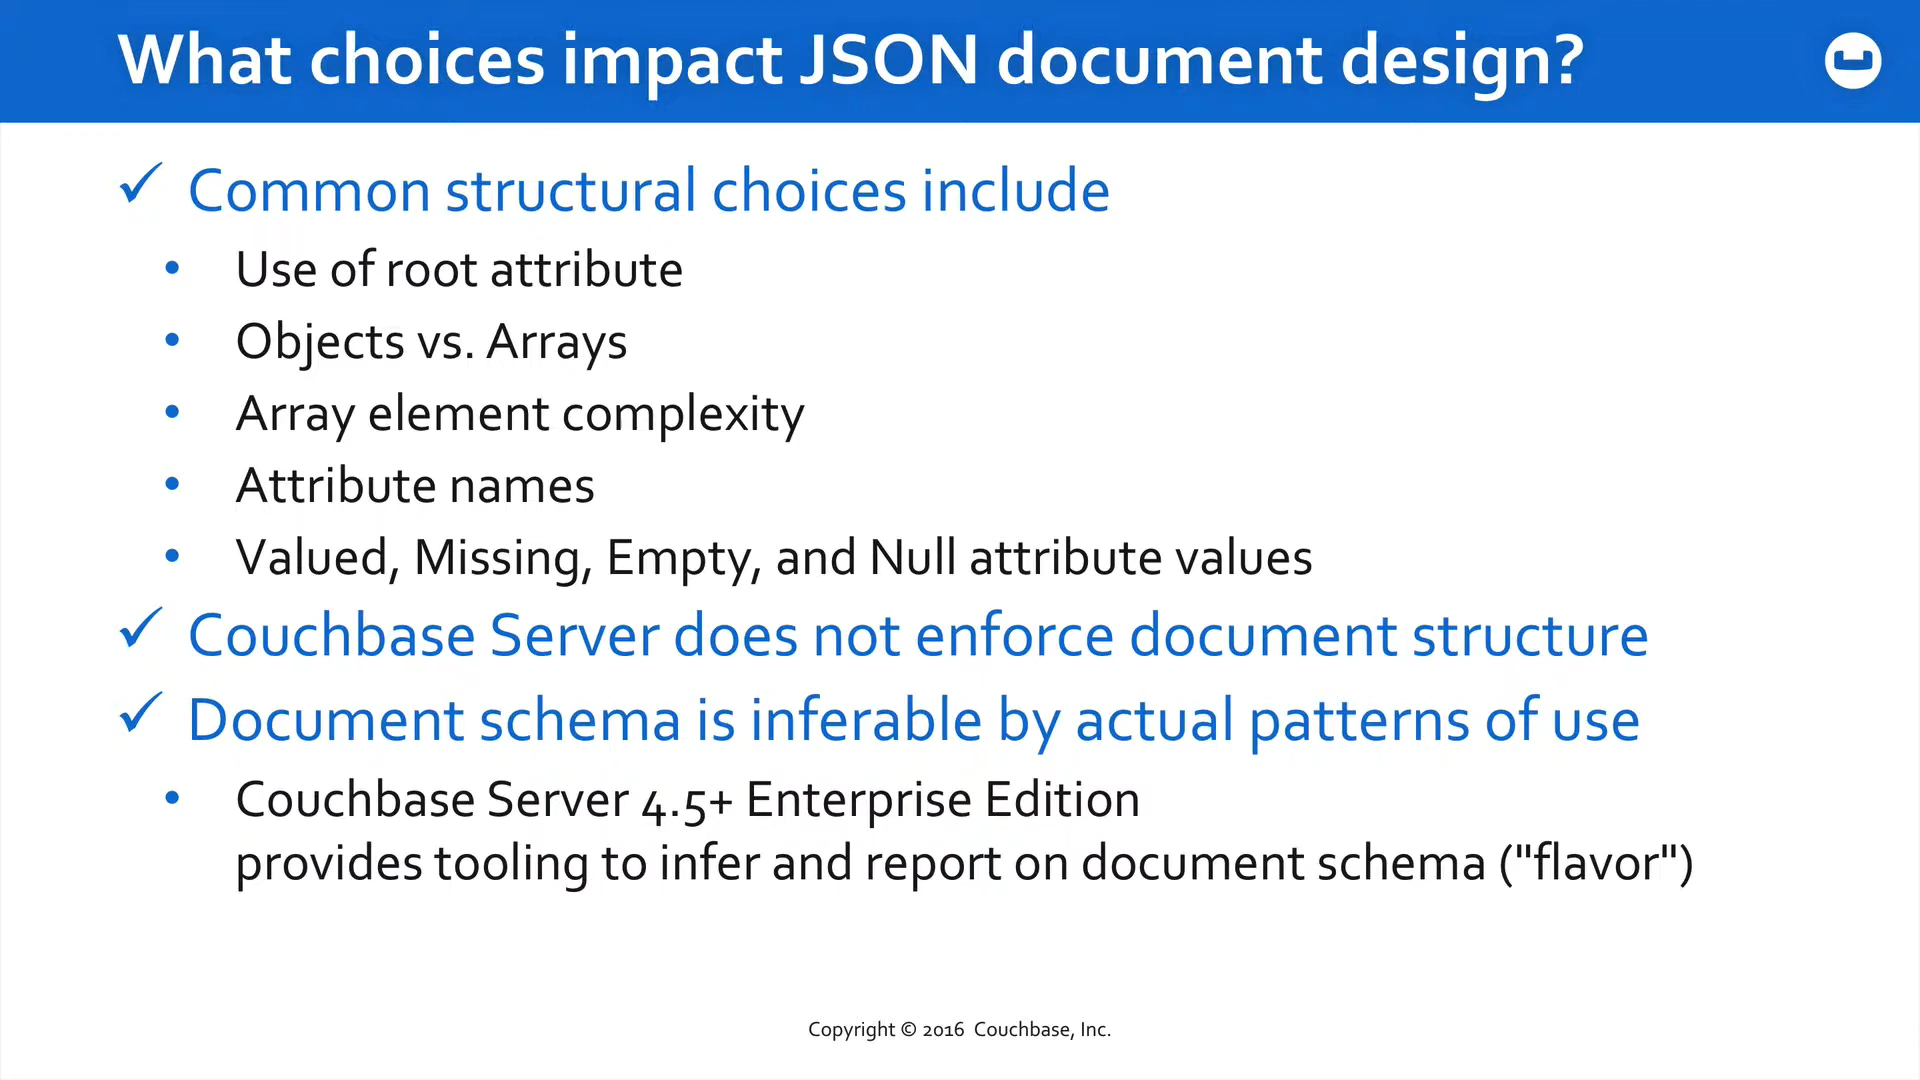 What choices impact JSON document design?
✓ Common structural choices include
• Use of root attribute
• Objects vs. Arrays
• Array element complexity
• Attribute names
• Valued, Missing, Empty, and Null attribute values
✓ Couchbase Server does not enforce document structure
✓ Document schema is inferable by actual patterns of use
• Couchbase Server 4.5+ Enterprise Edition
provides tooling to infer and report on document schema ("flavor")
Copyright © 2016 Couchbase, Inc.